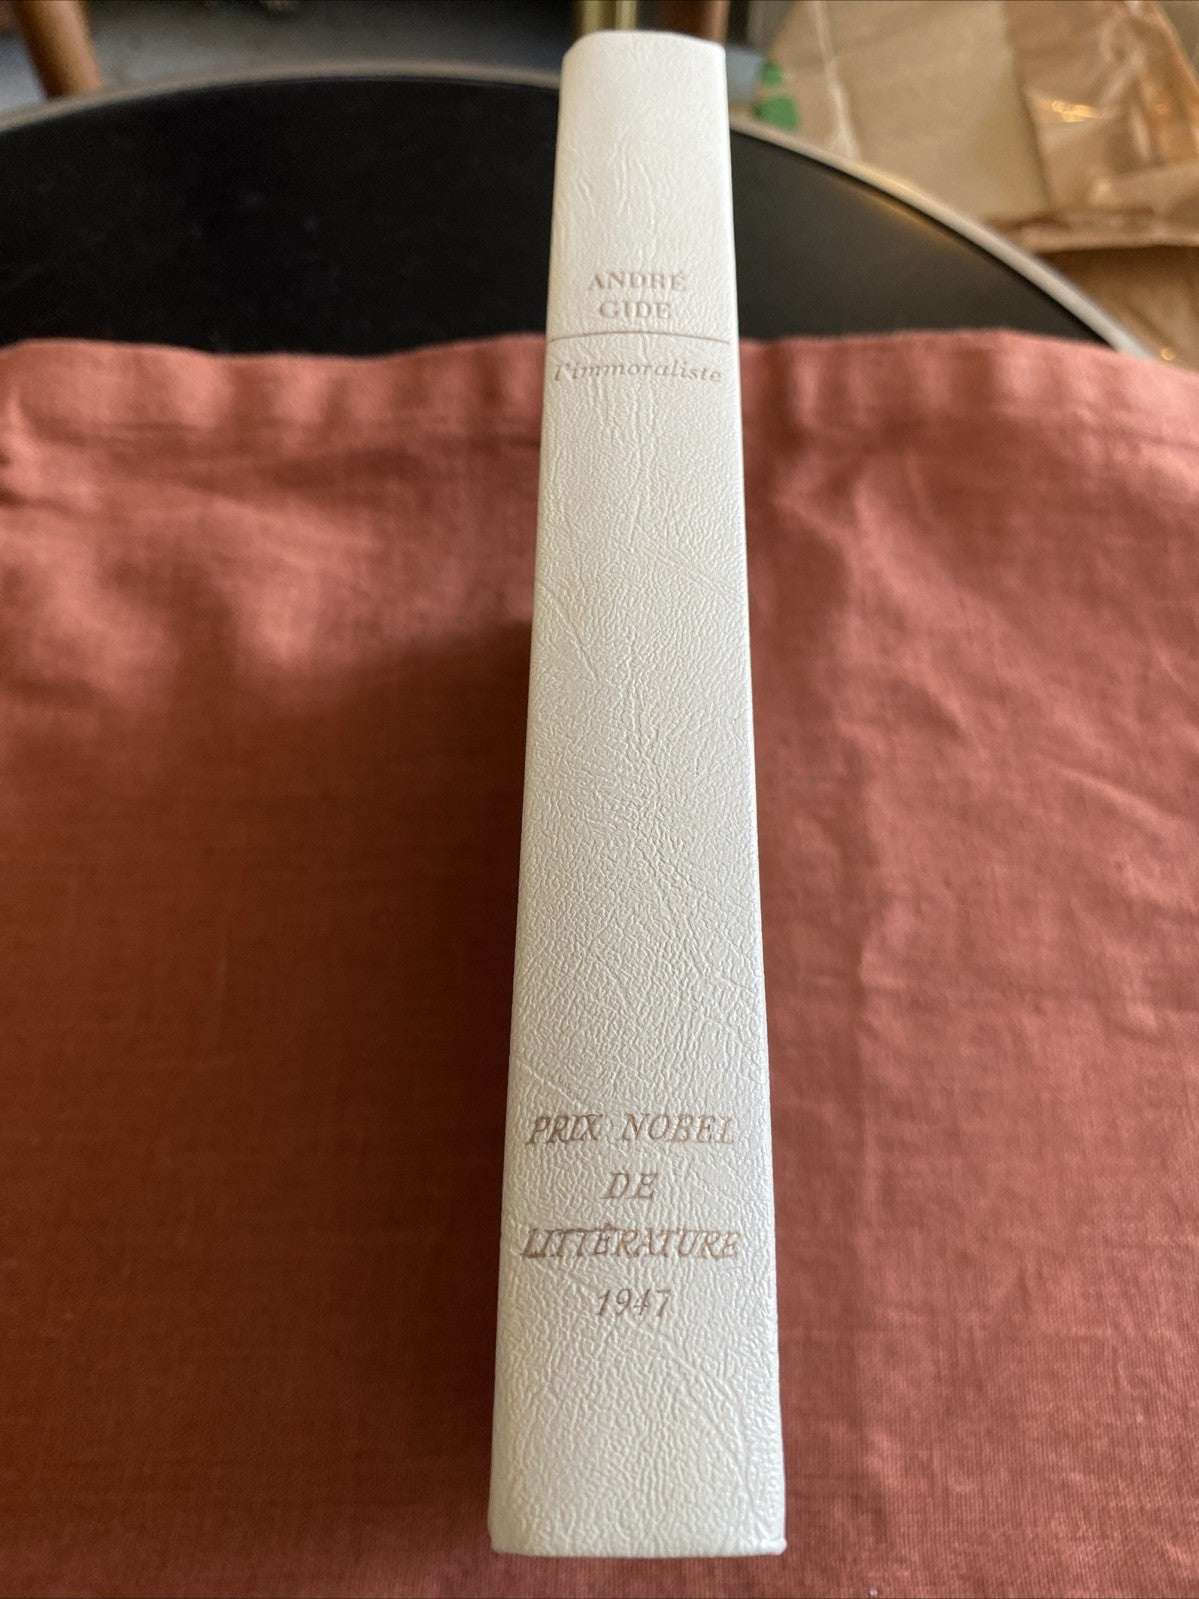 ANDRÉ
GIDE
l'immoraliste
PRIX NOBEL
DE
LITTÉRATURE
1947